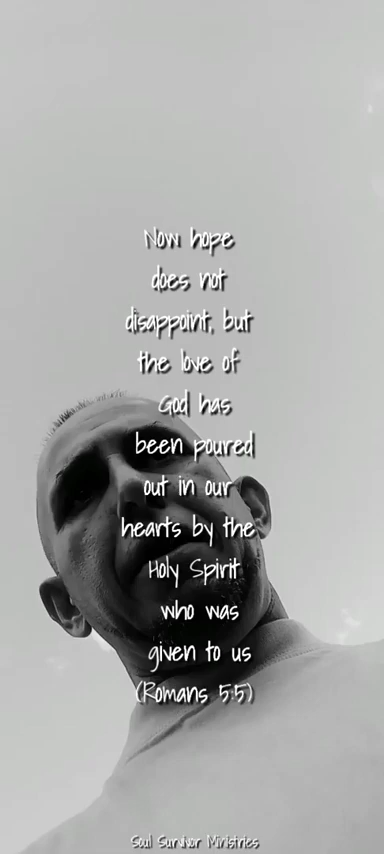 Now hope
does not
disappoint, but
the love of
God has
been poured
out in our
hearts by the
Holy Spirit
who was
given to us
(Romans 5:5)
Soul Survivor Ministries